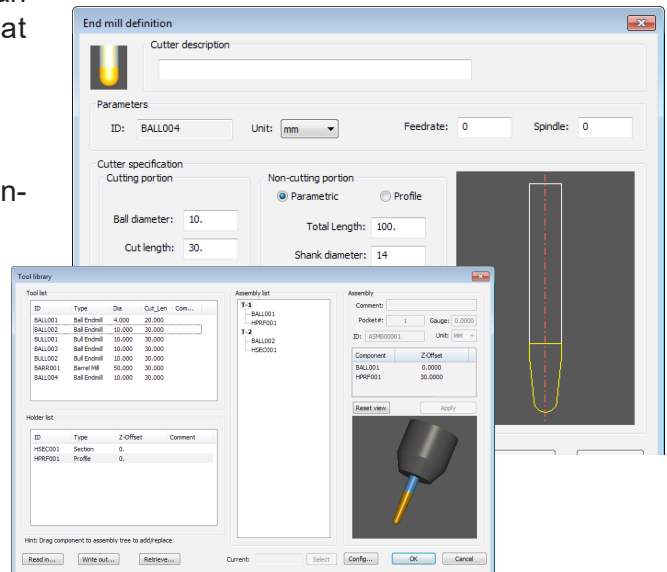 an
at
n-
End mill definition
Cutter description
Parameters
ID: BALL004 Unit: mm Feedrate: 0 Spindle: 0
Cutter specification
Cutting portion Non-cutting portion
Parametric Profile
Ball diameter: 10. Total Length: 100.
Cut length: 30. Shank diameter: 14
Tool library
Tool list Assembly list Assembly
ID Type Dia Cut_Len Com...
BALL001 Ball Endmill 4.000 20.000
BALL002 Ball Endmill 10.000 30.000
BULL001 Bull Endmill 10.000 30.000
BALL003 Ball Endmill 10.000 30.000
BULL002 Bull Endmill 10.000 30.000
BARR001 Barrel Mill 50.000 30.000
BALL004 Ball Endmill 10.000 30.000
T-1
BALL001
HPRF001
T-2
BALL002
HSEC001
Comment:
Pocket#: 1 Gauge: 0.0000
ID: ASMB00001 Unit: MM
Component Z-Offset
BALL001 0.0000
HPRF001 30.0000
Reset view Apply
Holder list
ID Type Z-Offset Comment
HSEC001 Section 0.
HPRF001 Profile 0.
Hint: Drag component to assembly tree to add/replace
Read in... Write out... Retrieve... Current: Select Config... OK Cancel